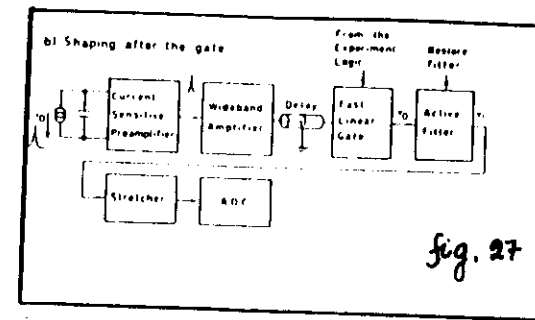 b) Shaping after the gate
From the
Experiment
Logic
Restore
Filter
Current
Sensitive
Preamplifier
Wideband
Amplifier
Delay
Fast
Linear
Gate
Active
Filter
Stretcher
ADC
fig. 27